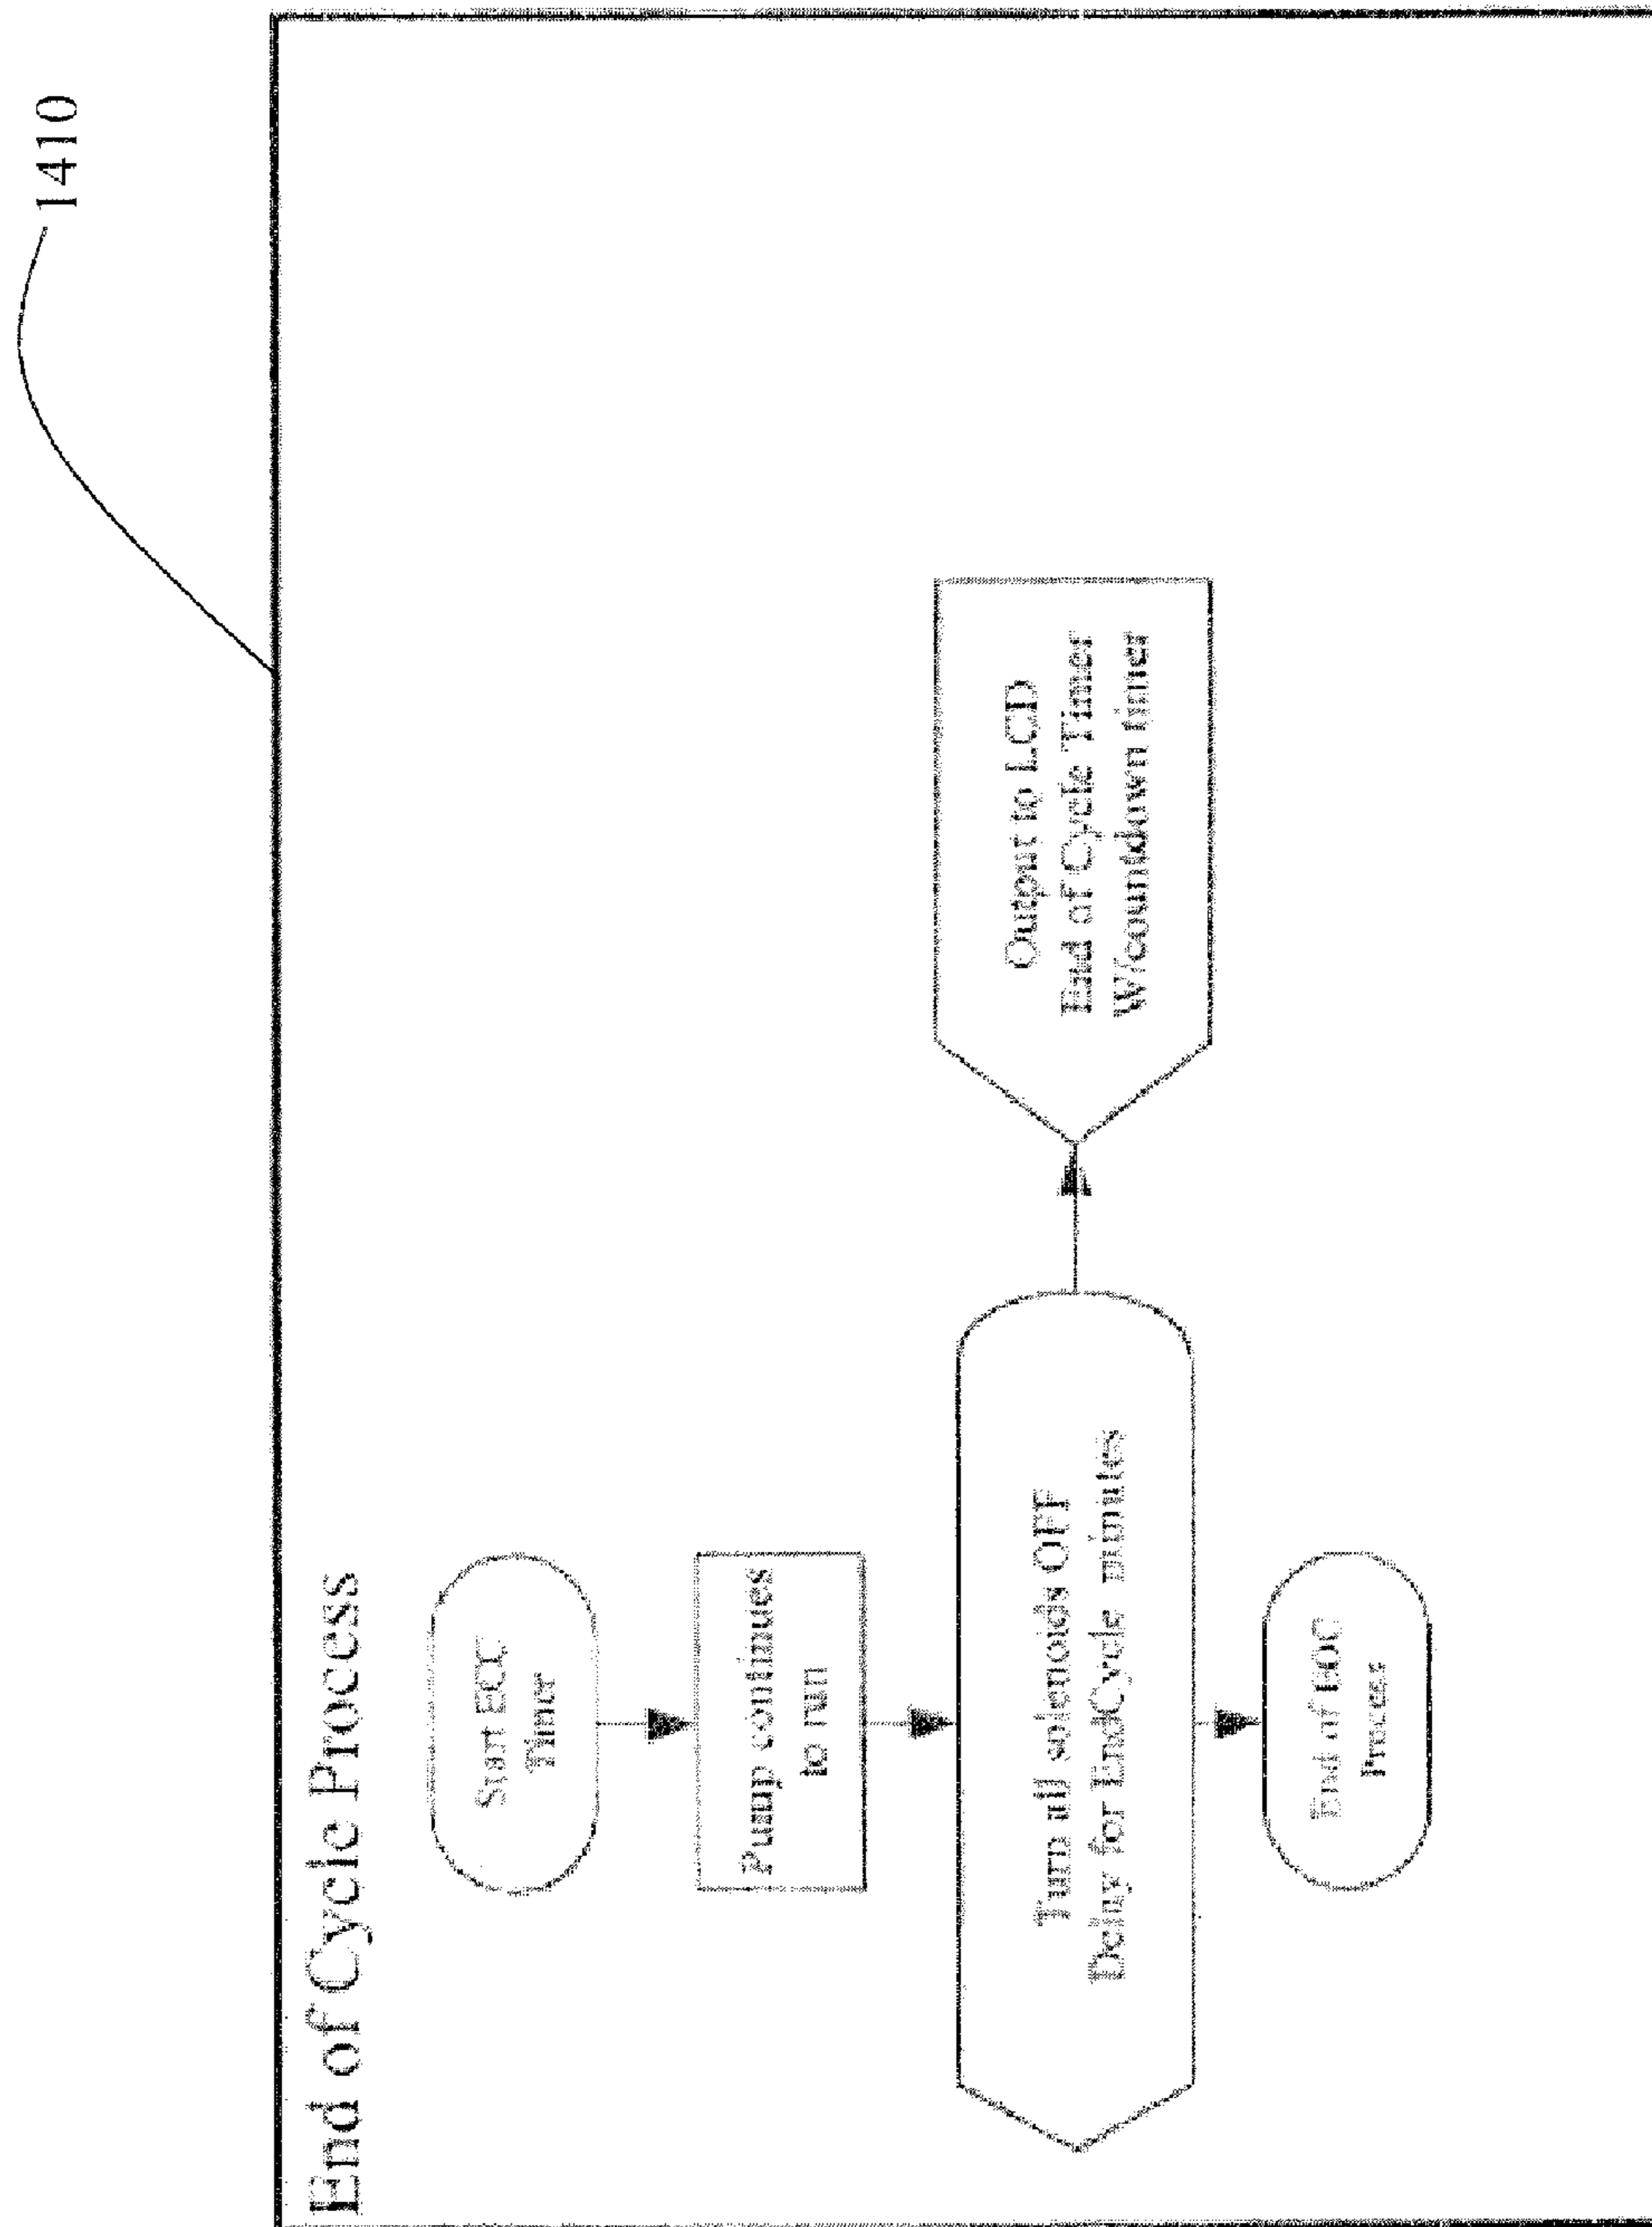 1410
End of Cycle Process
Start EOC
Timer
Pump continues
to run
Turn all solenoids OFF
Delay for EndCycle minutes
Output to LCD
End of Cycle Timer
W/countdown timer
End of EOC
Process